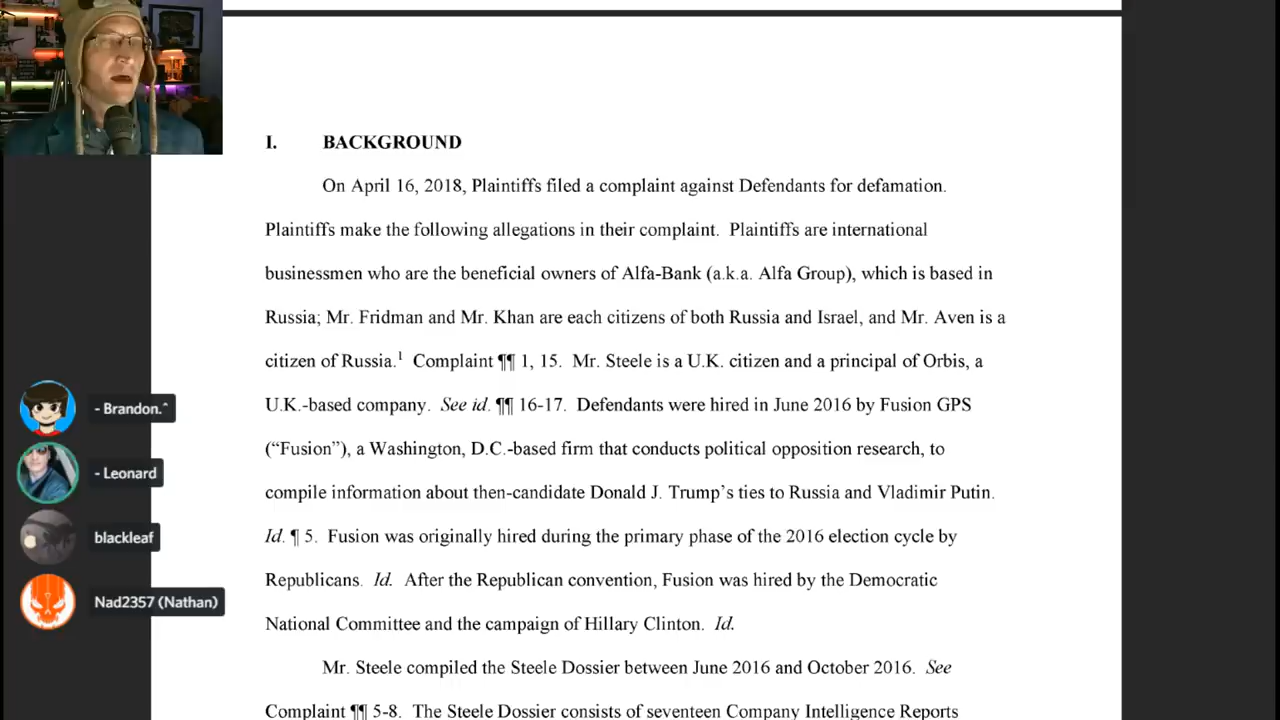 I. BACKGROUND
On April 16, 2018, Plaintiffs filed a complaint against Defendants for defamation.
Plaintiffs make the following allegations in their complaint. Plaintiffs are international
businessmen who are the beneficial owners of Alfa-Bank (a.k.a. Alfa Group), which is based in
Russia; Mr. Fridman and Mr. Khan are each citizens of both Russia and Israel, and Mr. Aven is a
citizen of Russia.¹ Complaint ¶¶ 1, 15. Mr. Steele is a U.K. citizen and a principal of Orbis, a
U.K.-based company. See id. ¶¶ 16-17. Defendants were hired in June 2016 by Fusion GPS
(“Fusion”), a Washington, D.C.-based firm that conducts political opposition research, to
compile information about then-candidate Donald J. Trump’s ties to Russia and Vladimir Putin.
Id. ¶ 5. Fusion was originally hired during the primary phase of the 2016 election cycle by
Republicans. Id. After the Republican convention, Fusion was hired by the Democratic
National Committee and the campaign of Hillary Clinton. Id.
Mr. Steele compiled the Steele Dossier between June 2016 and October 2016. See
Complaint ¶¶ 5-8. The Steele Dossier consists of seventeen Company Intelligence Reports
- Brandon.^
- Leonard
blackleaf
Nad2357 (Nathan)